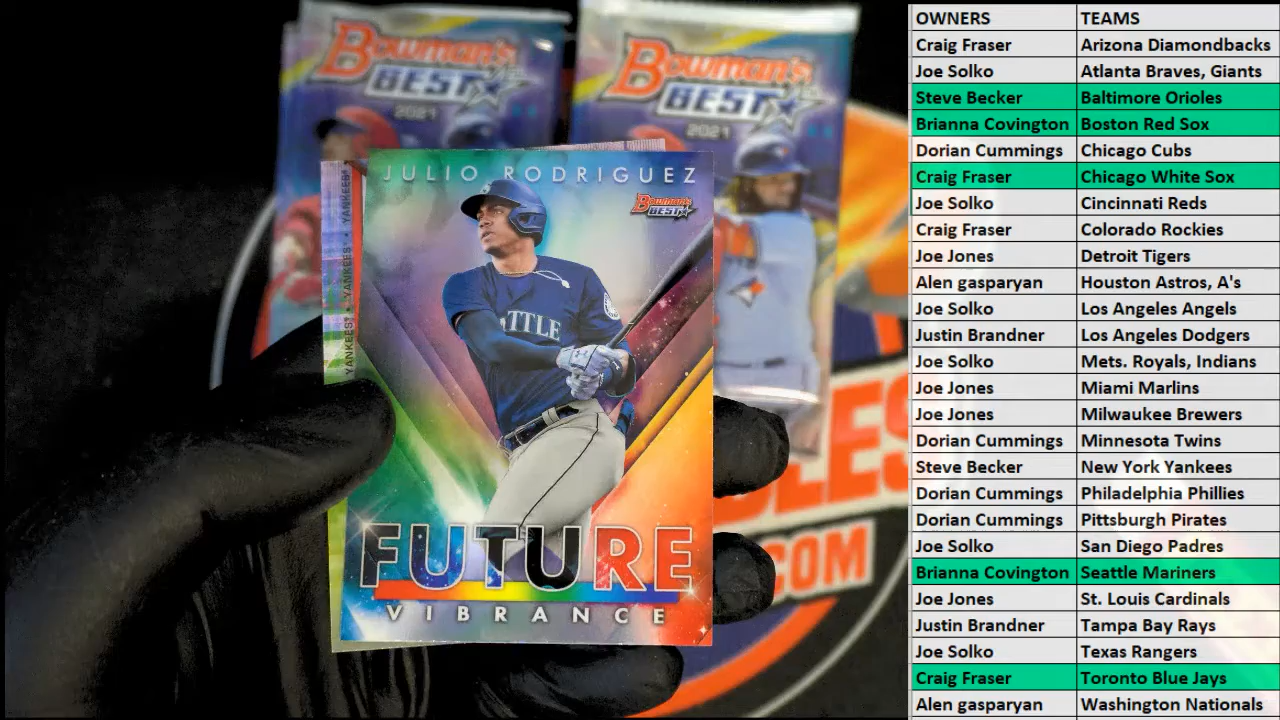 Bowman's
BEST
2021
Bowman's
BEST
2021
JULIO RODRIGUEZ
Bowman's
BEST
YANKEES
YANKEES
YANKEES
ATTLE
FUTURE
VIBRANCE
.COM
OWNERS TEAMS
Craig Fraser Arizona Diamondbacks
Joe Solko Atlanta Braves, Giants
Steve Becker Baltimore Orioles
Brianna Covington Boston Red Sox
Dorian Cummings Chicago Cubs
Craig Fraser Chicago White Sox
Joe Solko Cincinnati Reds
Craig Fraser Colorado Rockies
Joe Jones Detroit Tigers
Alen gasparyan Houston Astros, A's
Joe Solko Los Angeles Angels
Justin Brandner Los Angeles Dodgers
Joe Solko Mets. Royals, Indians
Joe Jones Miami Marlins
Joe Jones Milwaukee Brewers
Dorian Cummings Minnesota Twins
Steve Becker New York Yankees
Dorian Cummings Philadelphia Phillies
Dorian Cummings Pittsburgh Pirates
Joe Solko San Diego Padres
Brianna Covington Seattle Mariners
Joe Jones St. Louis Cardinals
Justin Brandner Tampa Bay Rays
Joe Solko Texas Rangers
Craig Fraser Toronto Blue Jays
Alen gasparyan Washington Nationals